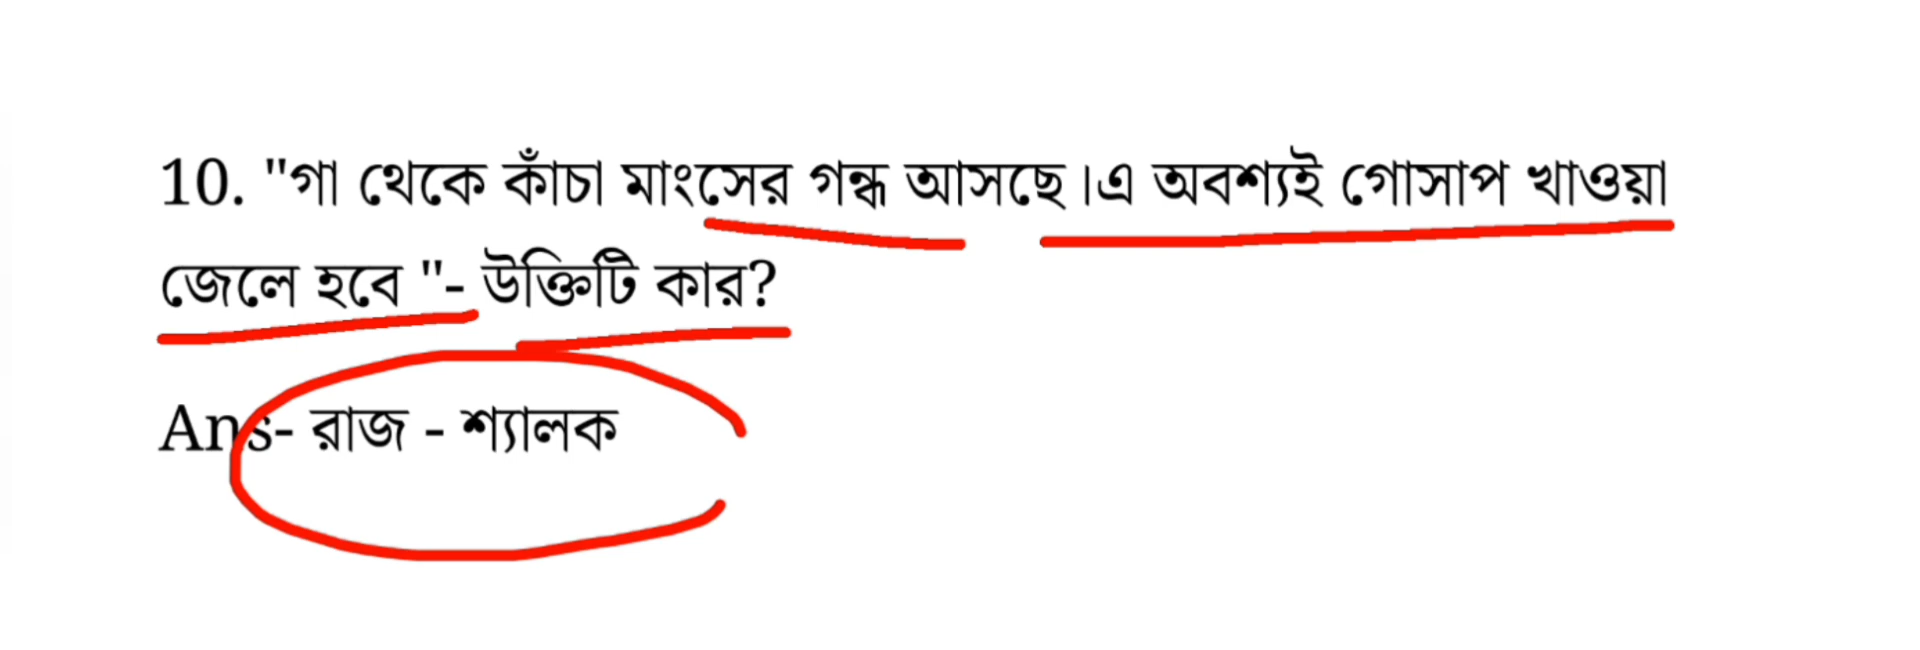 10. "গা থেকে কাঁচা মাংসের গন্ধ আসছে।এ অবশ্যই গোসাপ খাওয়া
জেলে হবে "- উক্তিটি কার?
Ans- রাজ - শ্যালক